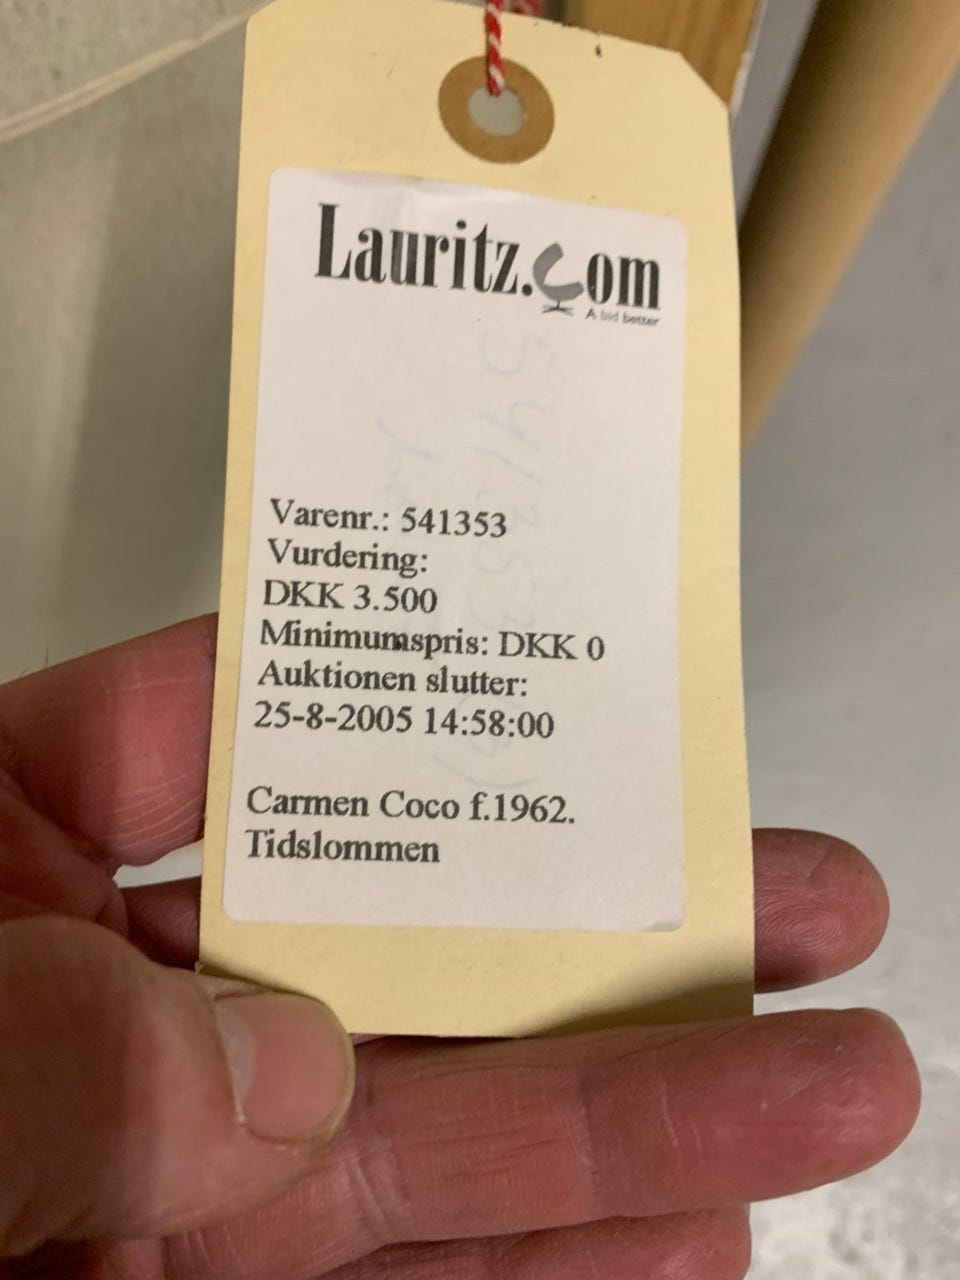 Lauritz.com
A bid better
Varenr.: 541353
Vurdering:
DKK 3.500
Minimumspris: DKK 0
Auktionen slutter:
25-8-2005 14:58:00
Carmen Coco f.1962.
Tidslommen